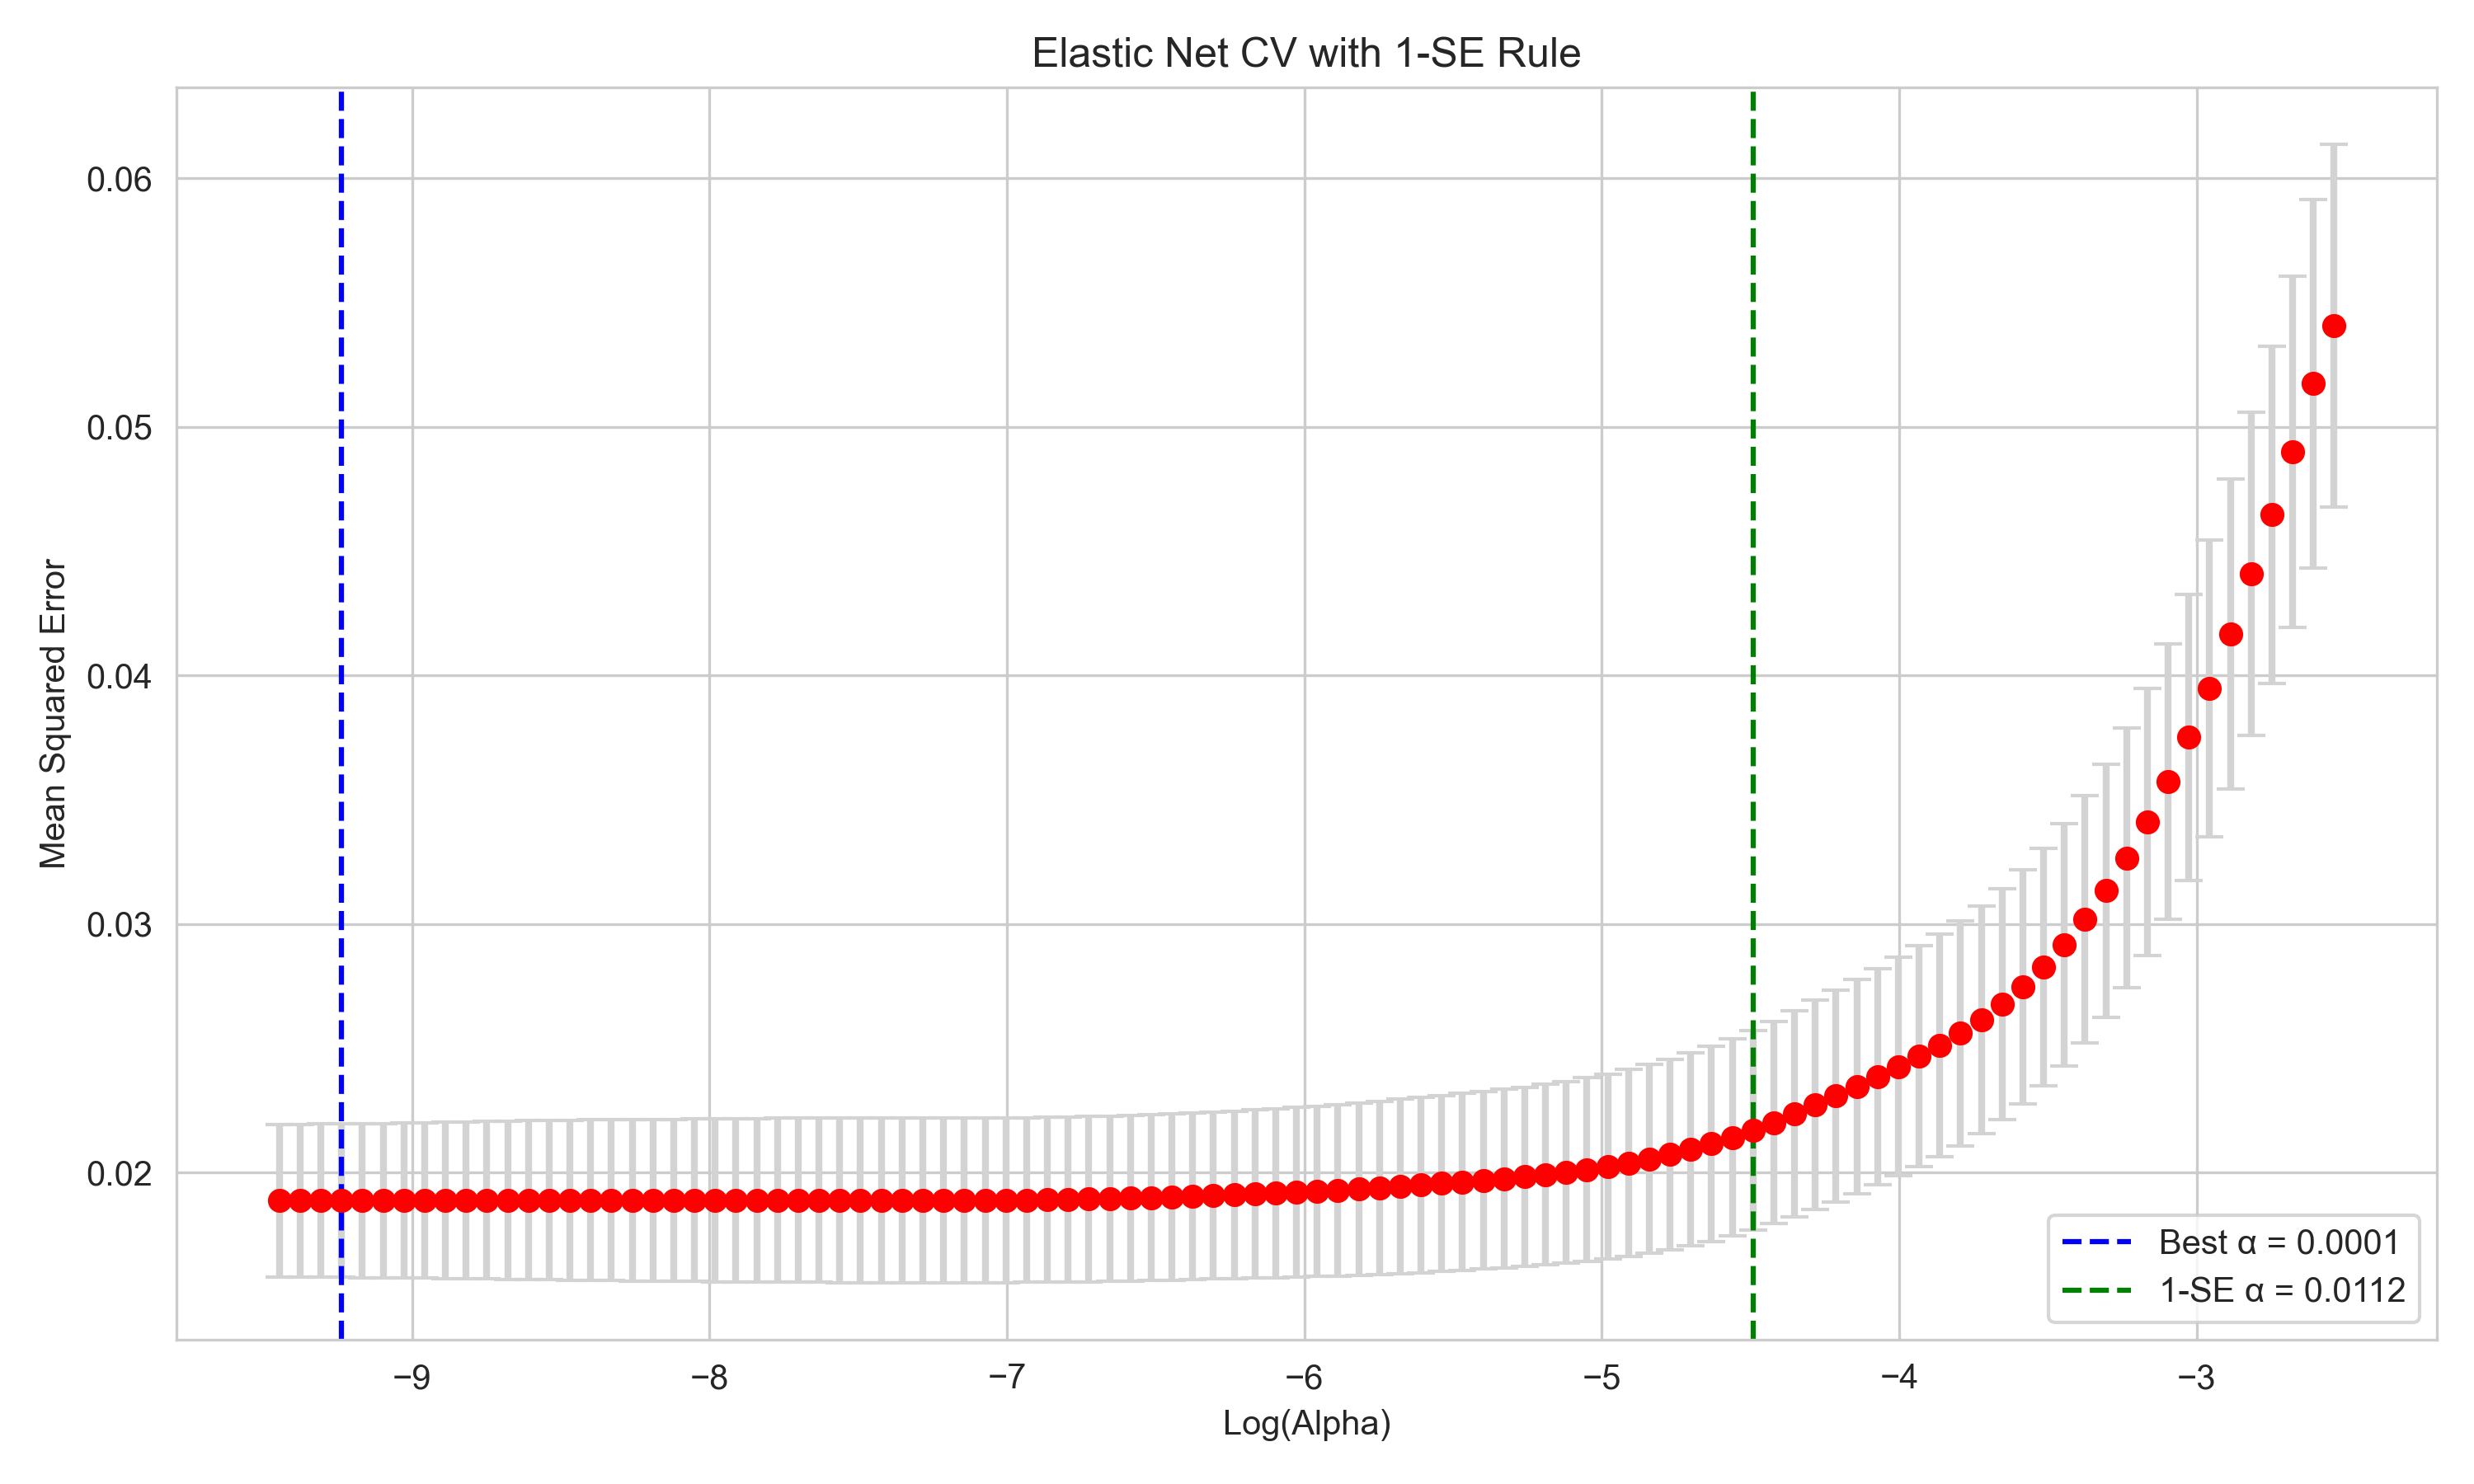 Elastic Net CV with 1-SE Rule
0.06
0.05
0.04
0.03
0.02
Mean Squared Error
−9 −8 −7 −6 −5 −4 −3
Log(Alpha)
Best α = 0.0001
1-SE α = 0.0112